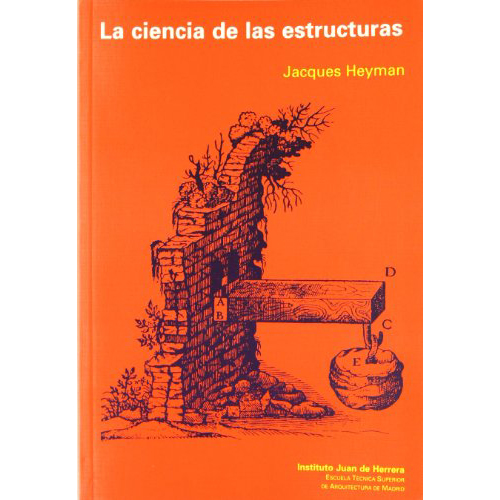 La ciencia de las estructuras
Jacques Heyman
D
A
B
C
E
Instituto Juan de Herrera
ESCUELA TÉCNICA SUPERIOR
DE ARQUITECTURA DE MADRID